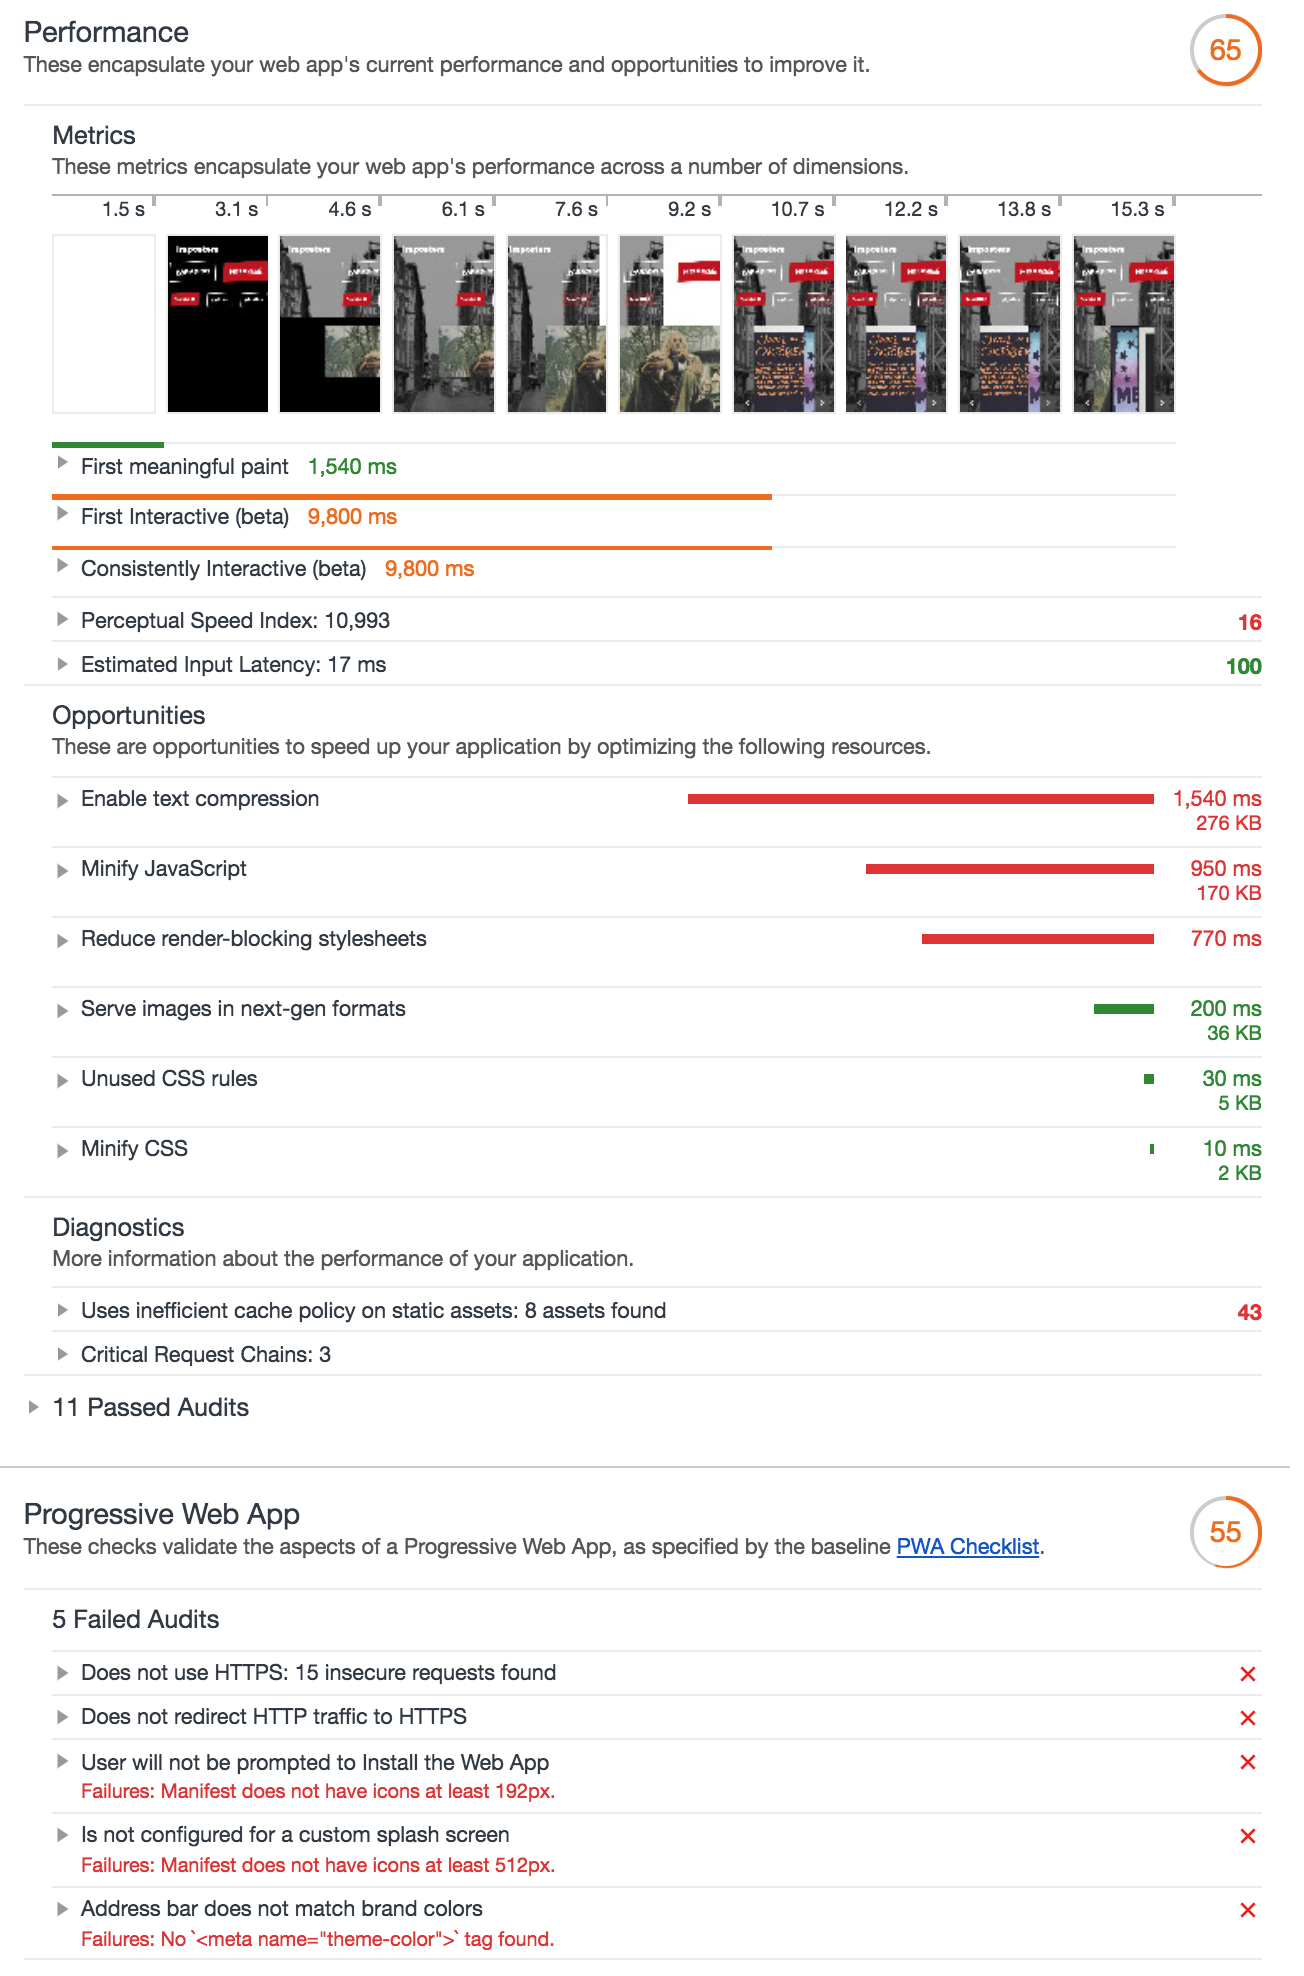 Performance
65
These encapsulate your web app's current performance and opportunities to improve it.
Metrics
These metrics encapsulate your web app's performance across a number of dimensions.
1.5 s 3.1 s 4.6 s 6.1 s 7.6 s 9.2 s 10.7 s 12.2 s 13.8 s 15.3 s
First meaningful paint 1,540 ms
First Interactive (beta) 9,800 ms
Consistently Interactive (beta) 9,800 ms
Perceptual Speed Index: 10,993 16
Estimated Input Latency: 17 ms 100
Opportunities
These are opportunities to speed up your application by optimizing the following resources.
Enable text compression 1,540 ms
276 KB
Minify JavaScript 950 ms
170 KB
Reduce render-blocking stylesheets 770 ms
Serve images in next-gen formats 200 ms
36 KB
Unused CSS rules 30 ms
5 KB
Minify CSS 10 ms
2 KB
Diagnostics
More information about the performance of your application.
Uses inefficient cache policy on static assets: 8 assets found 43
Critical Request Chains: 3
11 Passed Audits
Progressive Web App
55
These checks validate the aspects of a Progressive Web App, as specified by the baseline PWA Checklist.
5 Failed Audits
Does not use HTTPS: 15 insecure requests found
Does not redirect HTTP traffic to HTTPS
User will not be prompted to Install the Web App
Failures: Manifest does not have icons at least 192px.
Is not configured for a custom splash screen
Failures: Manifest does not have icons at least 512px.
Address bar does not match brand colors
Failures: No `<meta name="theme-color">` tag found.